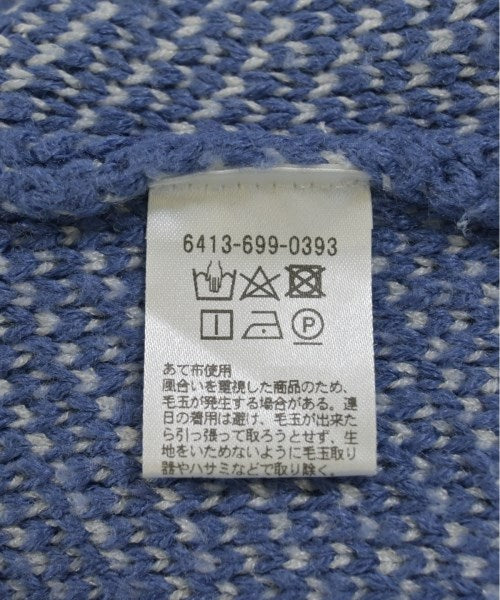 6413-699-0393
P
あて布使用
風合いを重視した商品のため、
毛玉が発生する場合がある。連
日の着用は避け、毛玉が出来た
ら引っ張って取ろうとせず、生
地をいためないように毛玉取り
器やハサミなどで取り除く。